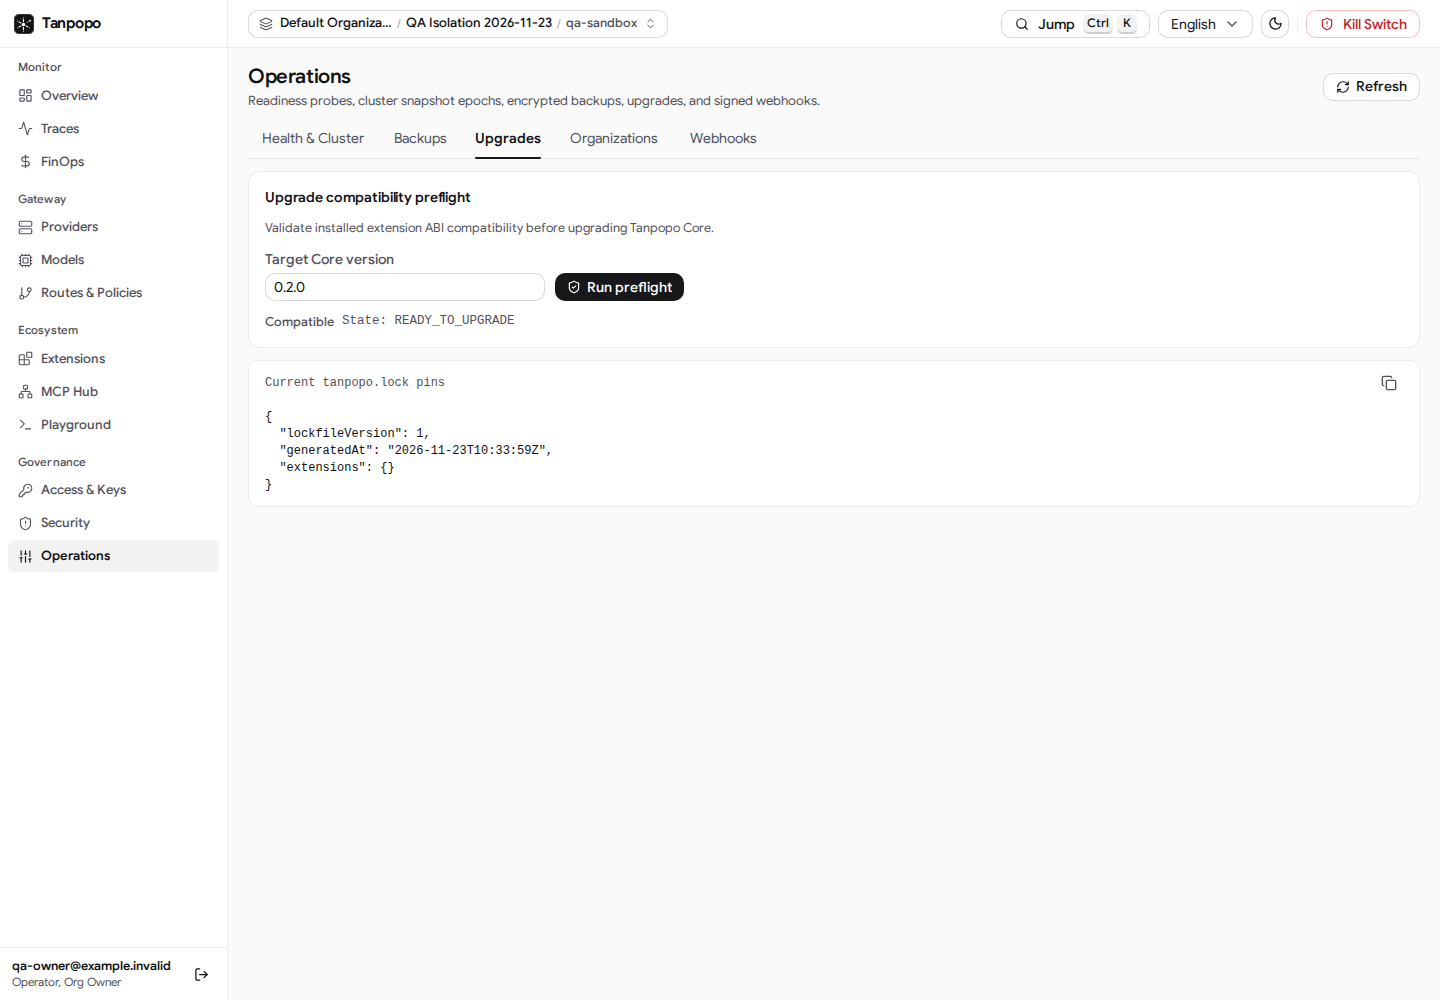 Tanpopo
Default Organiza... / QA Isolation 2026-11-23 / qa-sandbox
Jump Ctrl K
English
Kill Switch
Monitor
Overview
Traces
FinOps
Gateway
Providers
Models
Routes & Policies
Ecosystem
Extensions
MCP Hub
Playground
Governance
Access & Keys
Security
Operations
qa-owner@example.invalid
Operator, Org Owner
Operations
Readiness probes, cluster snapshot epochs, encrypted backups, upgrades, and signed webhooks.
Refresh
Health & Cluster Backups Upgrades Organizations Webhooks
Upgrade compatibility preflight
Validate installed extension ABI compatibility before upgrading Tanpopo Core.
Target Core version
0.2.0 Run preflight
Compatible State: READY_TO_UPGRADE
Current tanpopo.lock pins
{
  "lockfileVersion": 1,
  "generatedAt": "2026-11-23T10:33:59Z",
  "extensions": {}
}